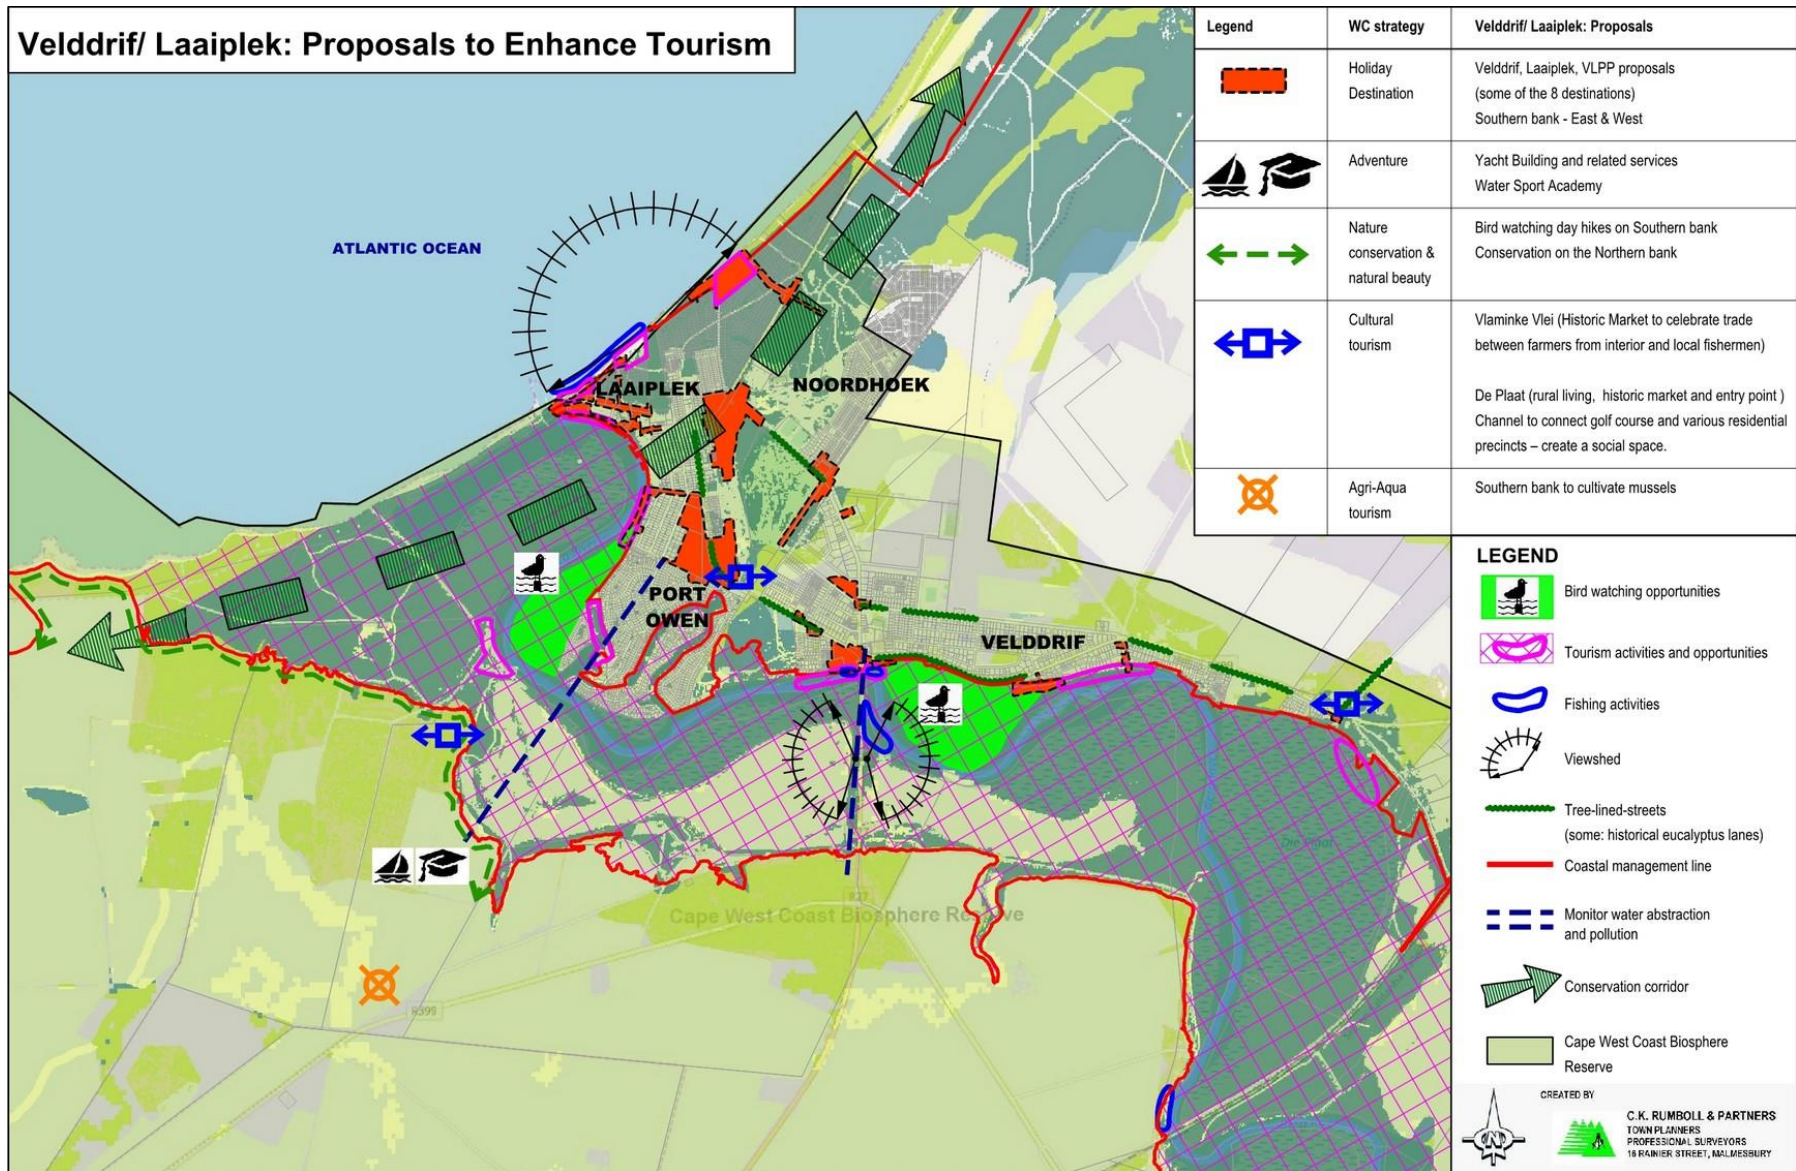 Velddrif/ Laaiplek: Proposals to Enhance Tourism
Legend
WC strategy
Velddrif/ Laaiplek: Proposals
Holiday
Destination
Velddrif, Laaiplek, VLPP proposals
(some of the 8 destinations)
Southern bank - East & West
Adventure
Yacht Building and related services
Water Sport Academy
Nature
conservation &
natural beauty
Bird watching day hikes on Southern bank
Conservation on the Northern bank
Cultural
tourism
Vlaminke Vlei (Historic Market to celebrate trade
between farmers from interior and local fishermen)
De Plaat (rural living, historic market and entry point )
Channel to connect golf course and various residential
precincts – create a social space.
Agri-Aqua
tourism
Southern bank to cultivate mussels
ATLANTIC OCEAN
LAAIPLEK
NOORDHOEK
PORT
OWEN
VELDDRIF
Die Plaat
R27
Cape West Coast Biosphere Reserve
R399
LEGEND
Bird watching opportunities
Tourism activities and opportunities
Fishing activities
Viewshed
Tree-lined-streets
(some: historical eucalyptus lanes)
Coastal management line
Monitor water abstraction
and pollution
Conservation corridor
Cape West Coast Biosphere
Reserve
N
CREATED BY
C.K. RUMBOLL & PARTNERS
TOWN PLANNERS
PROFESSIONAL SURVEYORS
16 RAINIER STREET, MALMESBURY